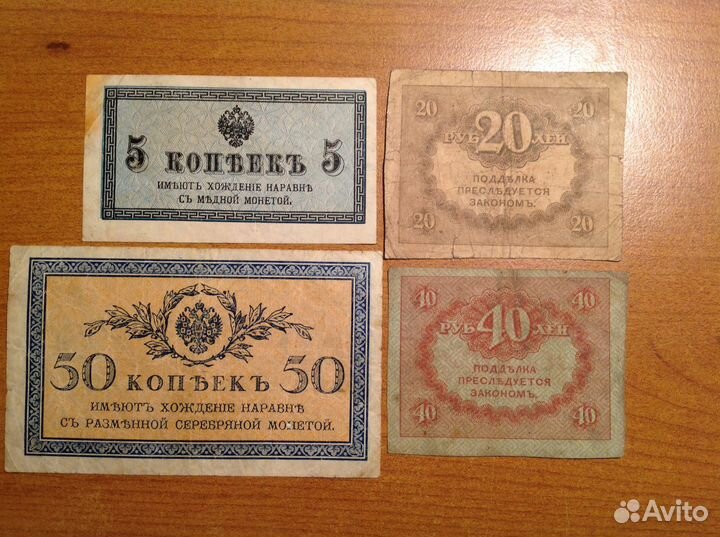 5 КОПѢЕКЪ 5
ИМѢЮТЪ ХОЖДЕНІЕ НАРАВНѢ
СЪ МѢДНОЙ МОНЕТОЙ.
20 20
РУБ 20 ЛЕЙ
ПОДДѢЛКА
ПРЕСЛѢДУЕТСЯ
ЗАКОНОМЪ.
20 20
50 КОПѢЕКЪ 50
ИМѢЮТЪ ХОЖДЕНІЕ НАРАВНѢ
СЪ РАЗМѢННОЙ СЕРЕБРЯНОЙ МОНЕТОЙ.
40 40
РУБ 40 ЛЕЙ
ПОДДѢЛКА
ПРЕСЛѢДУЕТСЯ
ЗАКОНОМЪ.
40 40
Avito